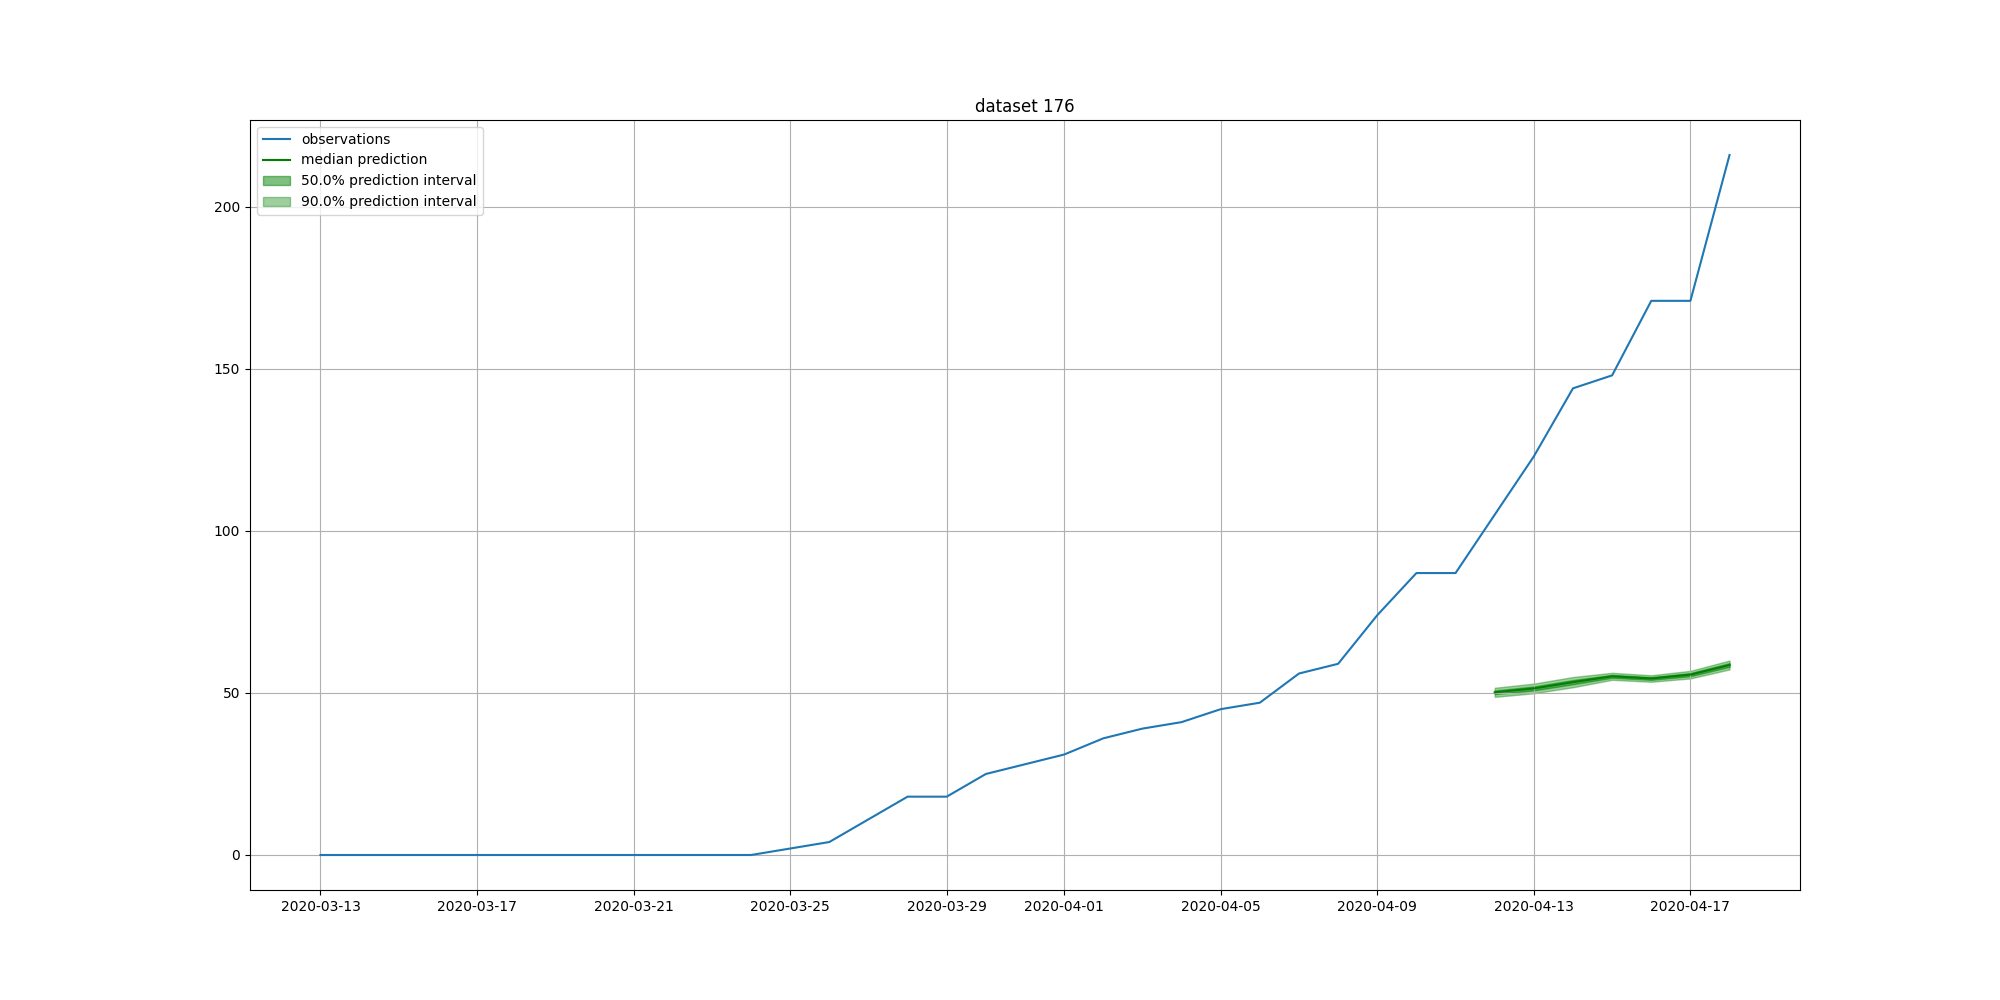 dataset 176
observations
median prediction
50.0% prediction interval
90.0% prediction interval
200
150
100
50
0
2020-03-13 2020-03-17 2020-03-21 2020-03-25 2020-03-29 2020-04-01 2020-04-05 2020-04-09 2020-04-13 2020-04-17